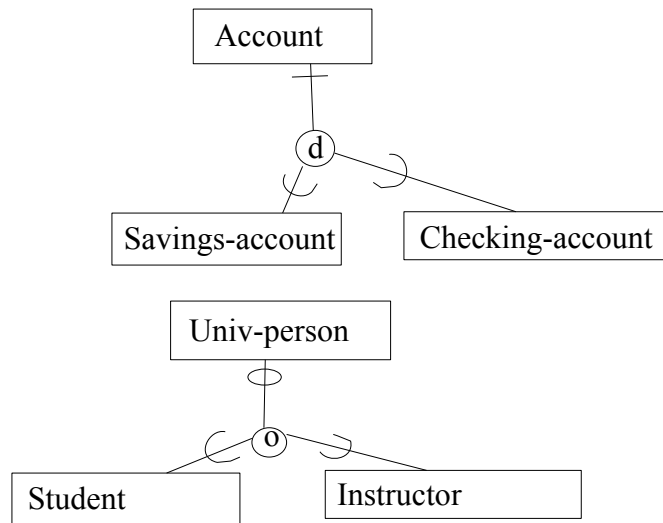 Account
d
Savings-account
Checking-account
Univ-person
o
Student
Instructor